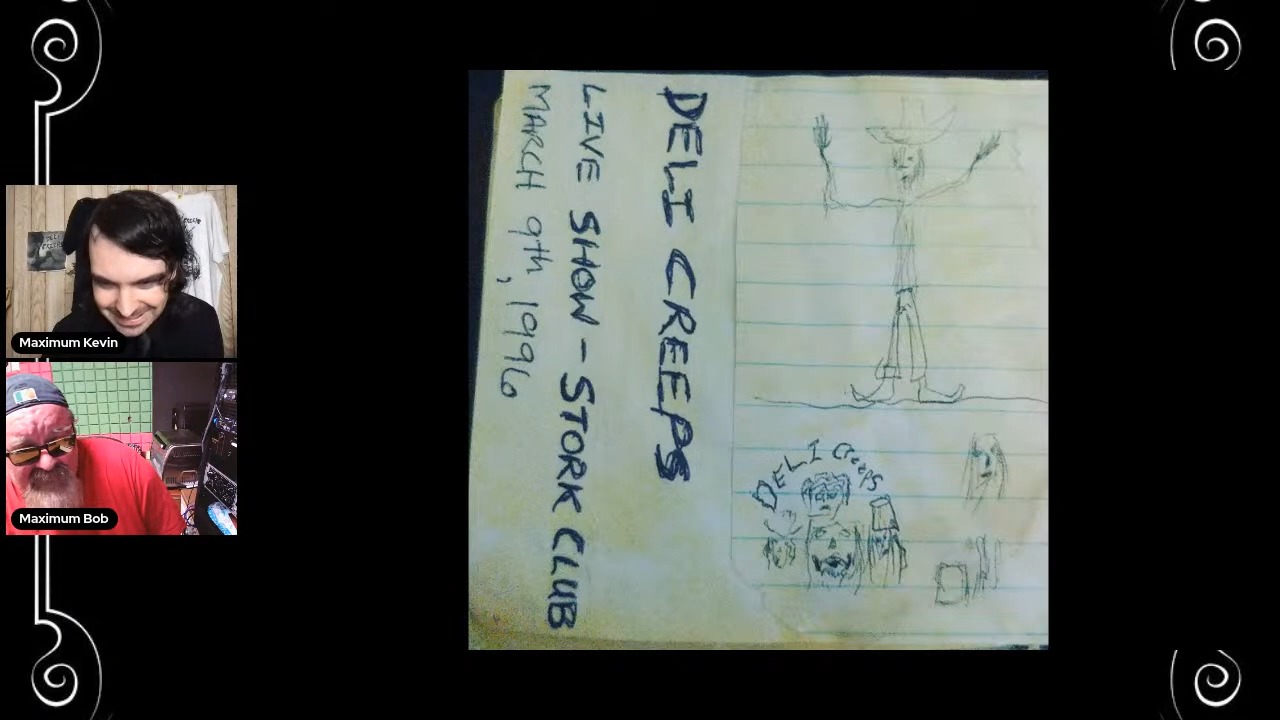 DELI CREEPS
LIVE SHOW - STORK CLUB
MARCH 9th, 1996
DELI Creeps
Maximum Kevin
Maximum Bob